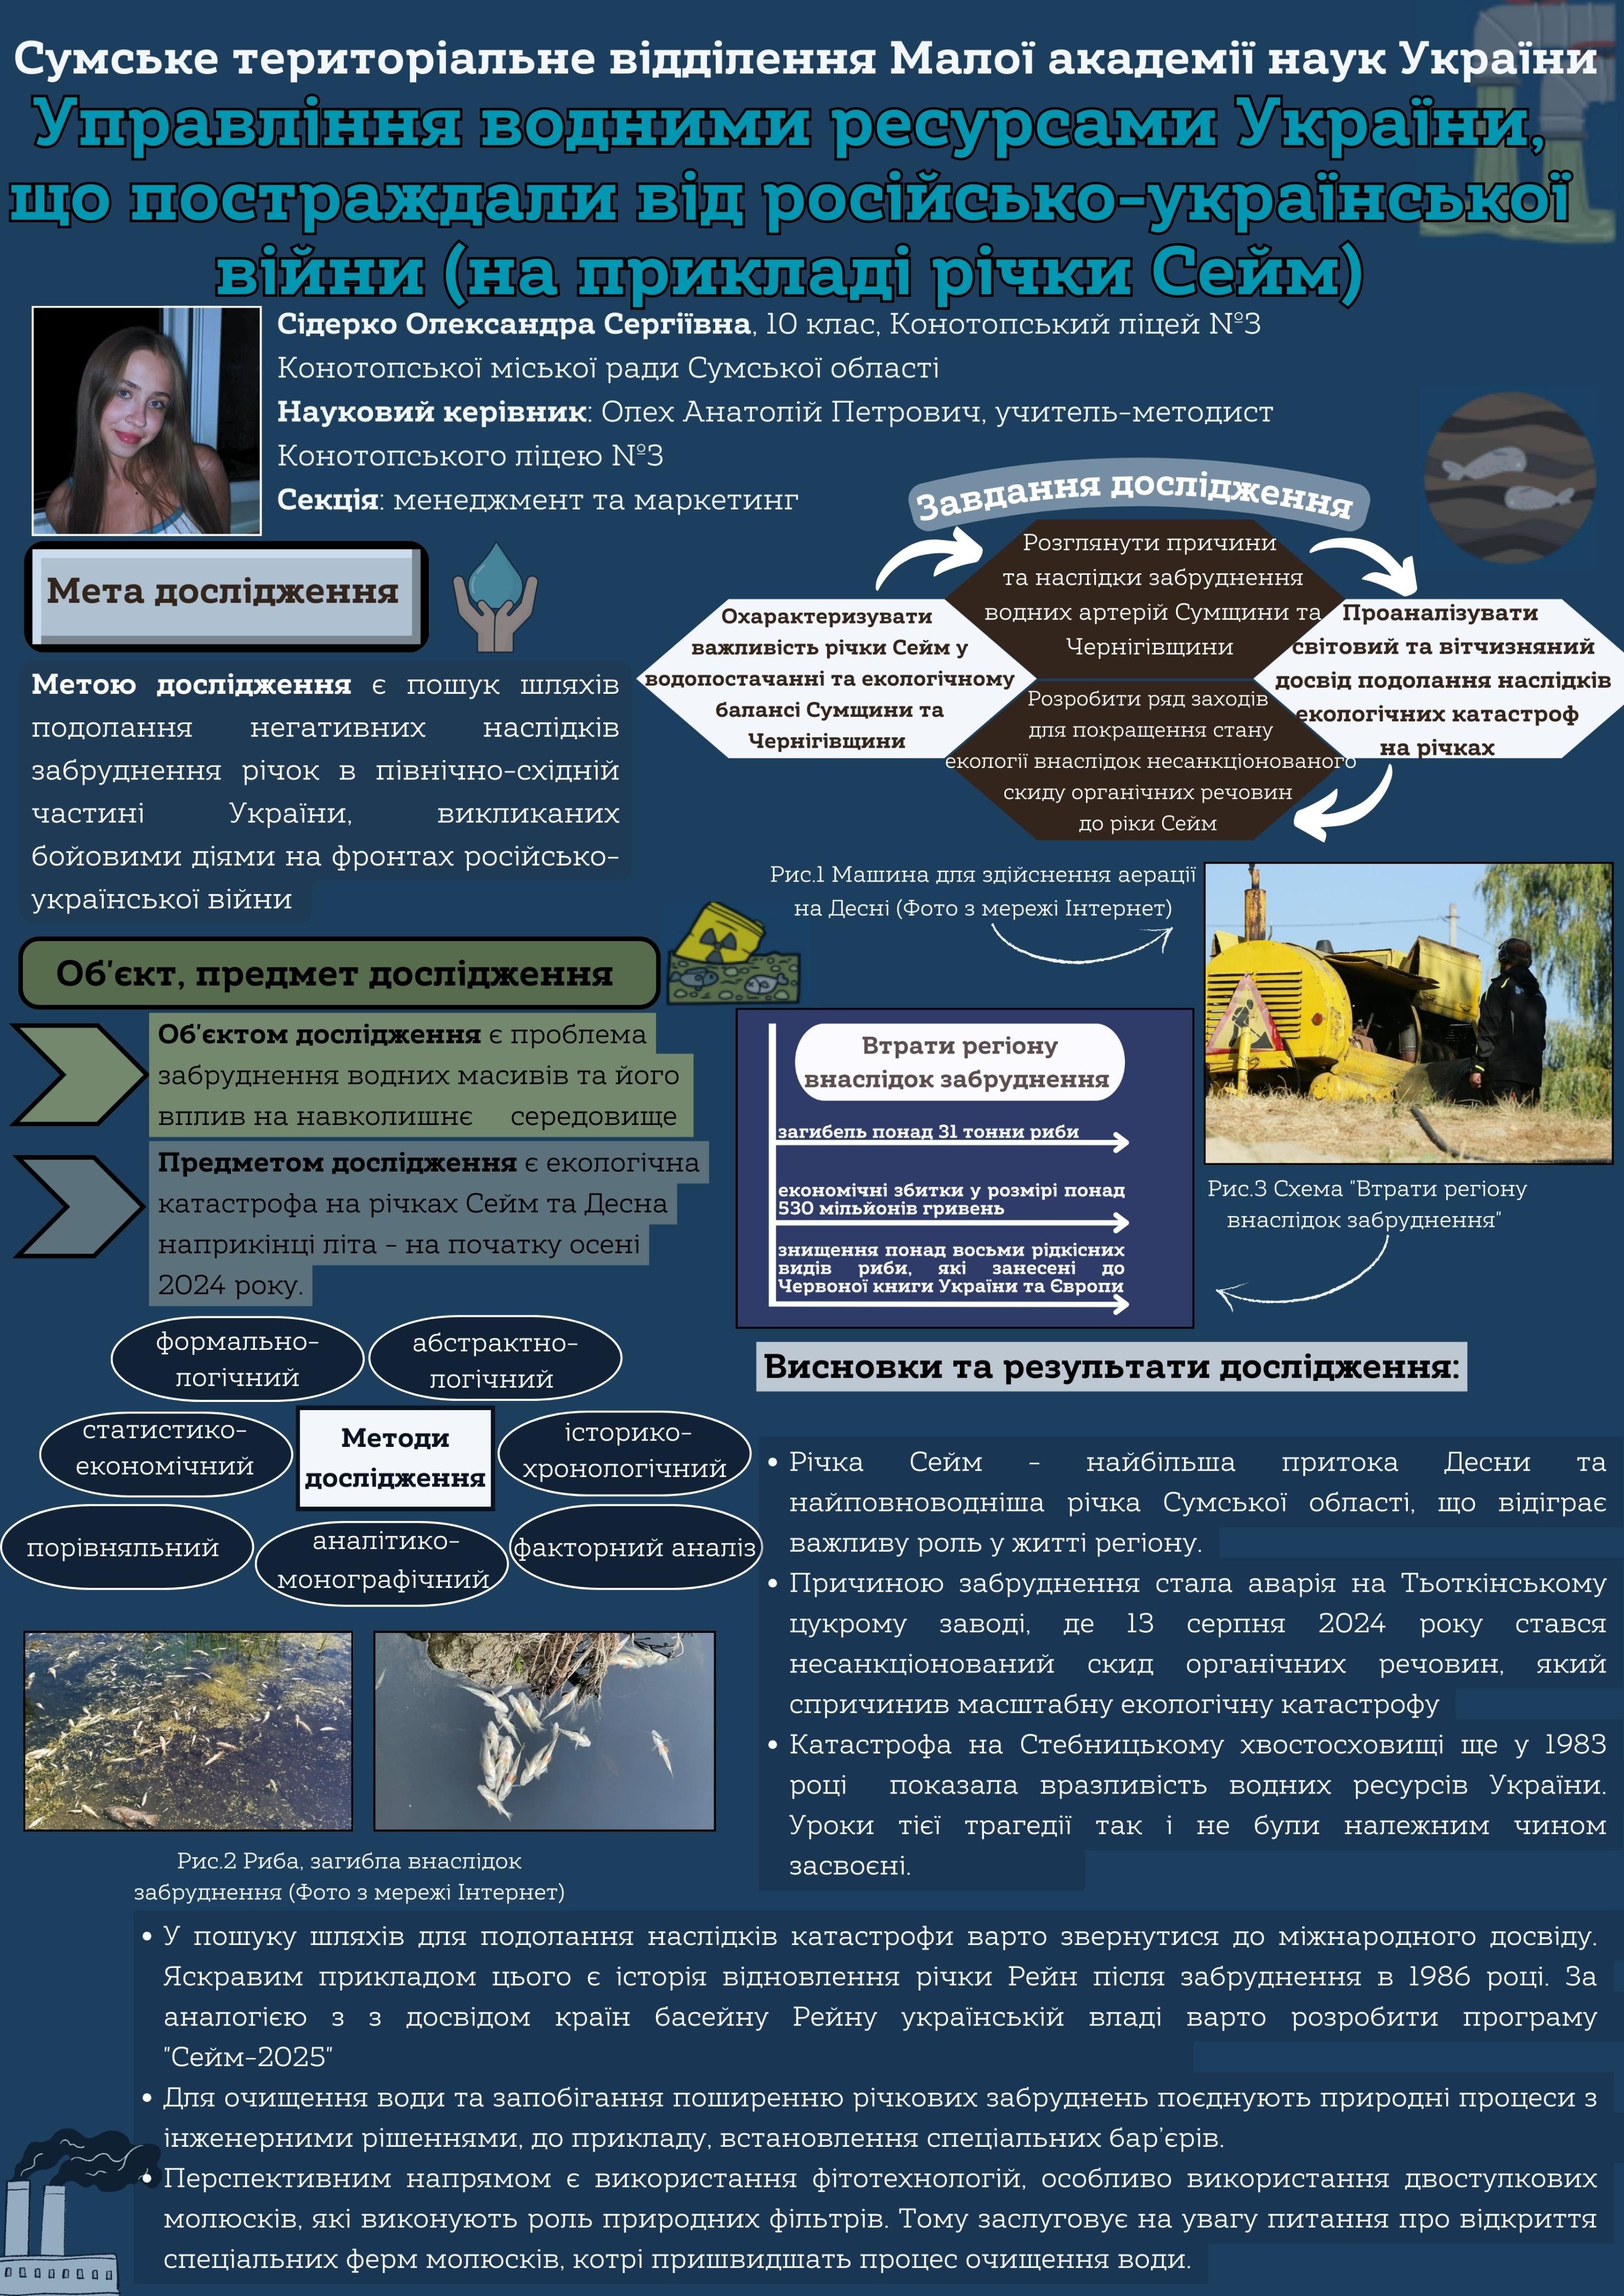 Сумське територіальне відділення Малої академії наук України
Управління водними ресурсами України,
що постраждали від російсько-української
війни (на прикладі річки Сейм)
Сідерко Олександра Сергіївна, 10 клас, Конотопський ліцей №3
Конотопської міської ради Сумської області
Науковий керівник: Олех Анатолій Петрович, учитель-методист
Конотопського ліцею №3
Секція: менеджмент та маркетинг
Мета дослідження
Метою дослідження є пошук шляхів
подолання негативних наслідків
забруднення річок в північно-східній
частині України, викликаних
бойовими діями на фронтах російсько-
української війни
Завдання дослідження
Охарактеризувати
важливість річки Сейм у
водопостачанні та екологічному
балансі Сумщини та
Чернігівщини
Розглянути причини
та наслідки забруднення
водних артерій Сумщини та
Чернігівщини
Проаналізувати
світовий та вітчизняний
досвід подолання наслідків
екологічних катастроф
на річках
Розробити ряд заходів
для покращення стану
екології внаслідок несанкціонованого
скиду органічних речовин
до ріки Сейм
Рис.1 Машина для здійснення аерації
на Десні (Фото з мережі Інтернет)
Об'єкт, предмет дослідження
Об'єктом дослідження є проблема
забруднення водних масивів та його
вплив на навколишнє середовище
Предметом дослідження є екологічна
катастрофа на річках Сейм та Десна
наприкінці літа - на початку осені
2024 року.
Втрати регіону
внаслідок забруднення
загибель понад 31 тонни риби
економічні збитки у розмірі понад
530 мільйонів гривень
знищення понад восьми рідкісних
видів риби, які занесені до
Червоної книги України та Європи
Рис.3 Схема "Втрати регіону
внаслідок забруднення"
формально-
логічний
абстрактно-
логічний
статистико-
економічний
Методи
дослідження
історико-
хронологічний
порівняльний
аналітико-
монографічний
факторний аналіз
Рис.2 Риба, загибла внаслідок
забруднення (Фото з мережі Інтернет)
Висновки та результати дослідження:
• Річка Сейм - найбільша притока Десни та
найповноводніша річка Сумської області, що відіграє
важливу роль у житті регіону.
• Причиною забруднення стала аварія на Тьоткінському
цукрому заводі, де 13 серпня 2024 року стався
несанкціонований скид органічних речовин, який
спричинив масштабну екологічну катастрофу
• Катастрофа на Стебницькому хвостосховищі ще у 1983
році показала вразливість водних ресурсів України.
Уроки тієї трагедії так і не були належним чином
засвоєні.
• У пошуку шляхів для подолання наслідків катастрофи варто звернутися до міжнародного досвіду.
Яскравим прикладом цього є історія відновлення річки Рейн після забруднення в 1986 році. За
аналогією з з досвідом країн басейну Рейну українській владі варто розробити програму
"Сейм-2025"
• Для очищення води та запобігання поширенню річкових забруднень поєднують природні процеси з
інженерними рішеннями, до прикладу, встановлення спеціальних бар’єрів.
• Перспективним напрямом є використання фітотехнологій, особливо використання двостулкових
молюсків, які виконують роль природних фільтрів. Тому заслуговує на увагу питання про відкриття
спеціальних ферм молюсків, котрі пришвидшать процес очищення води.